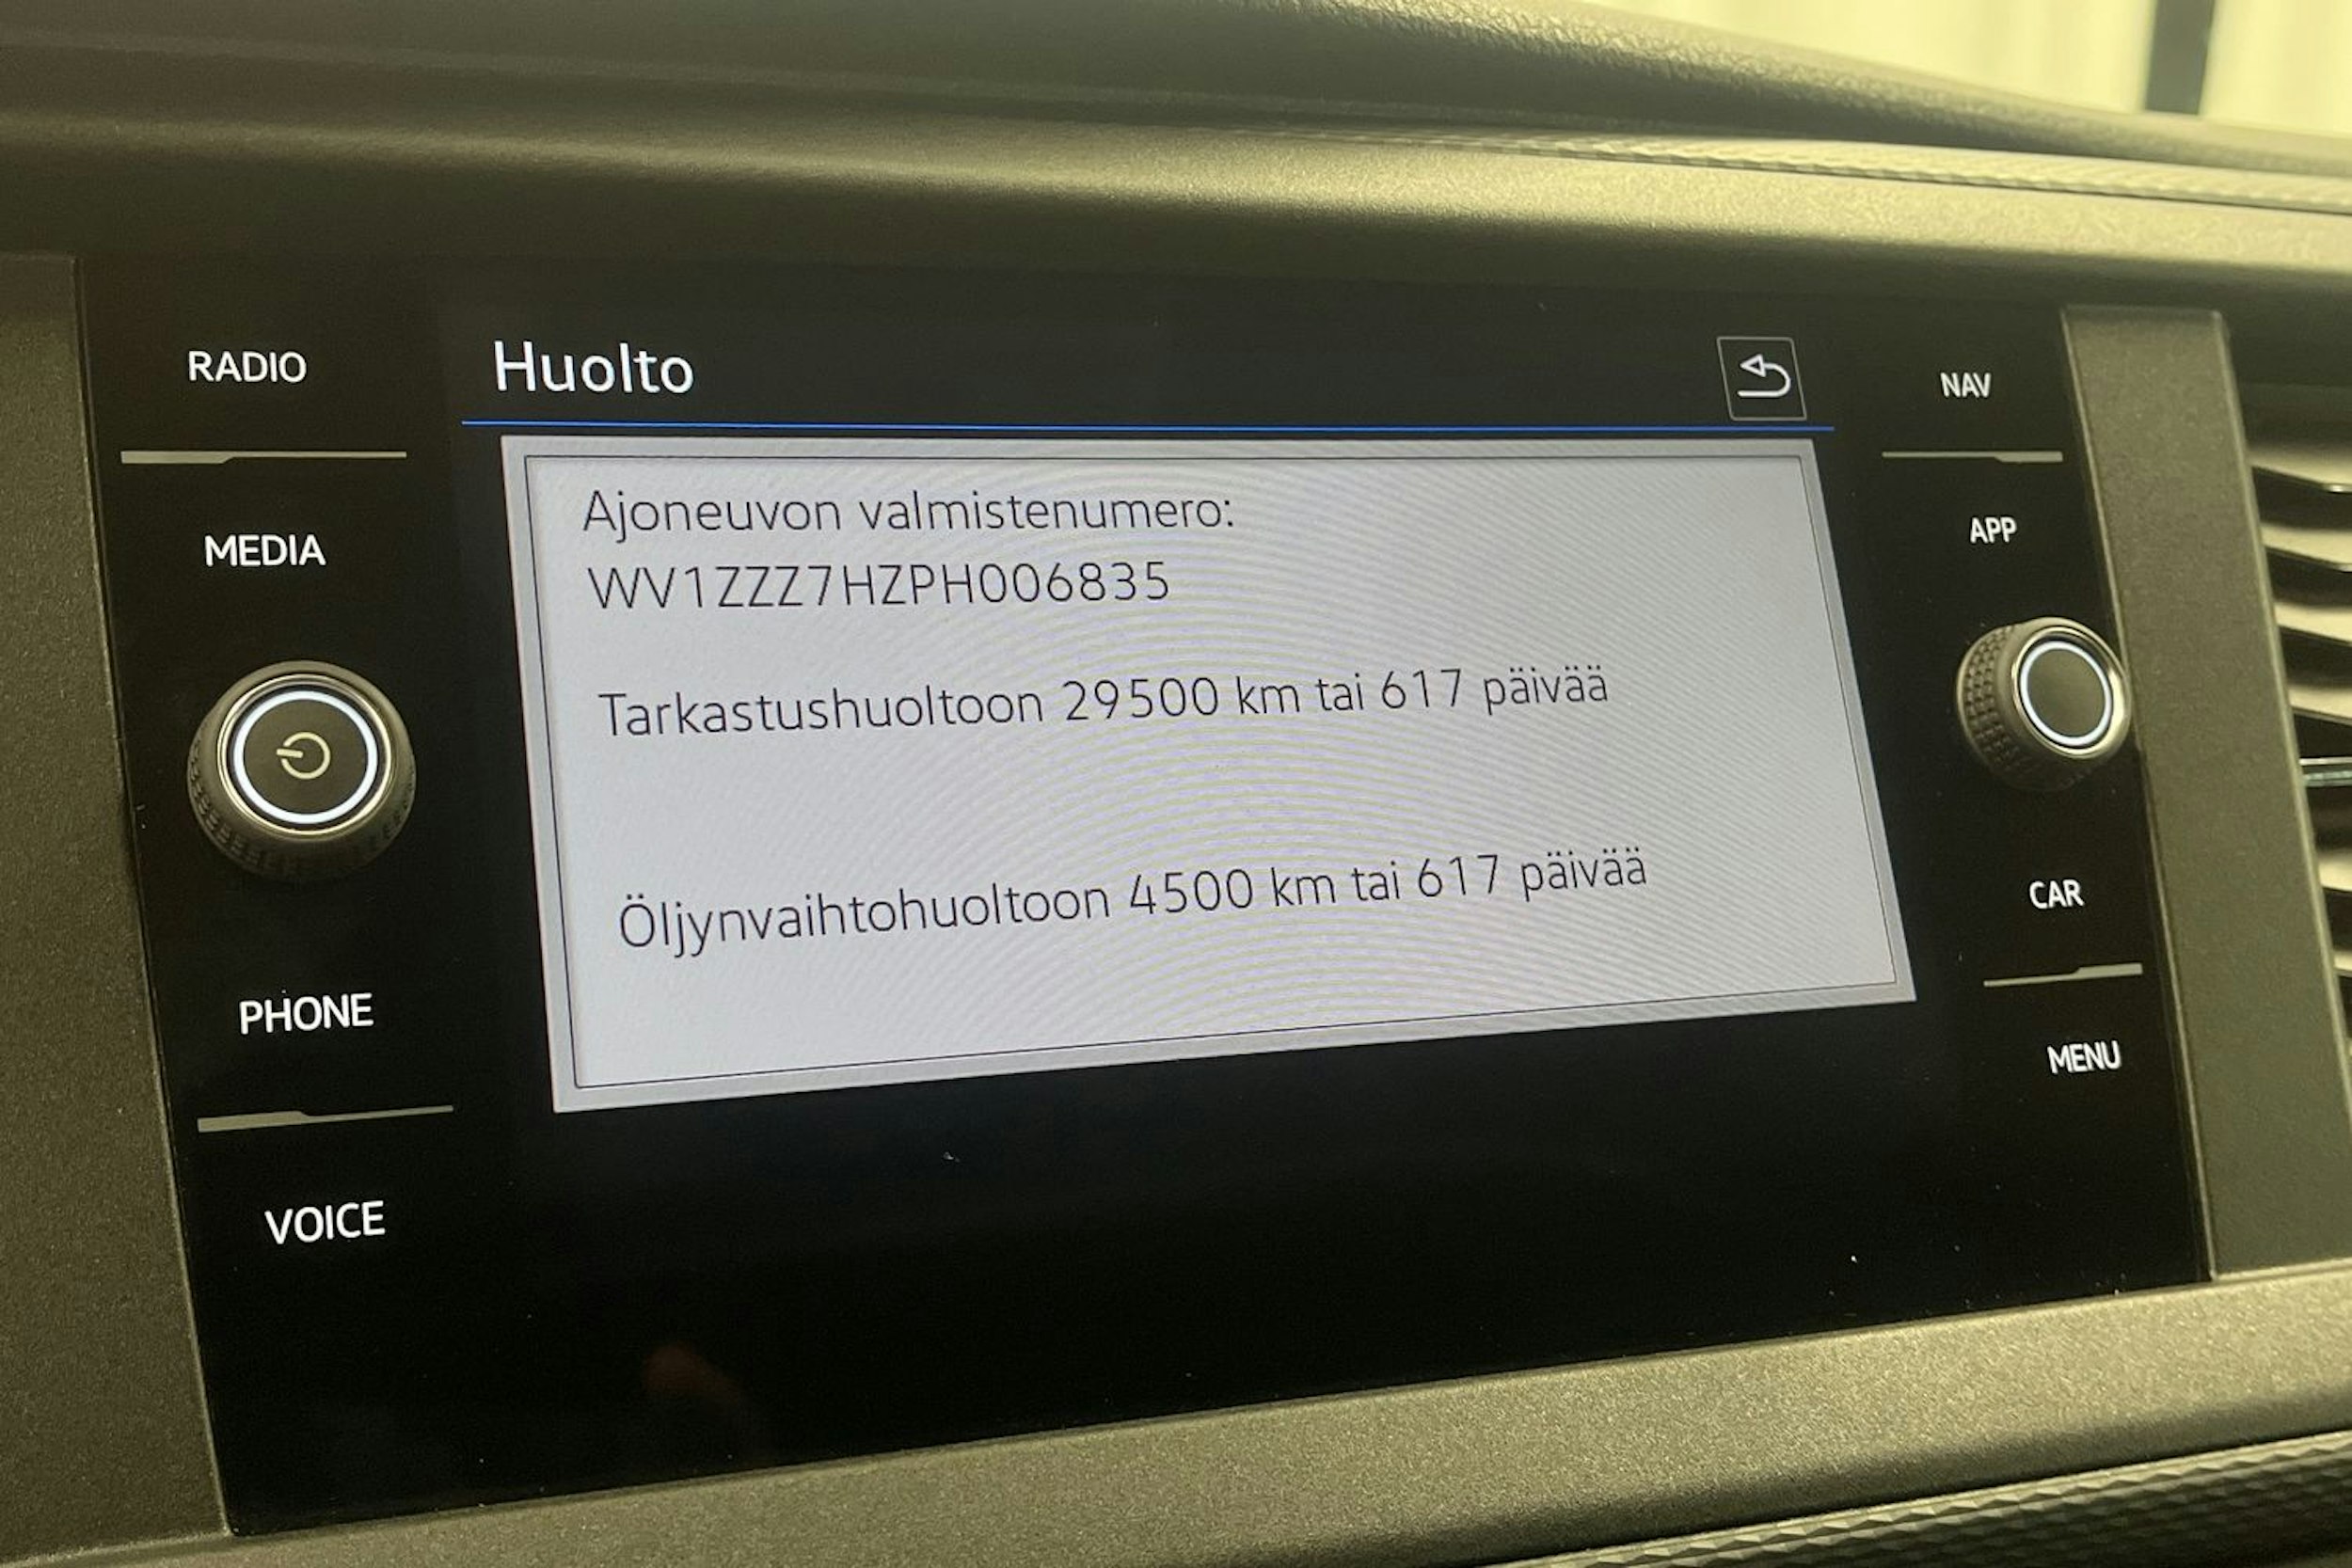 Huolto
Ajoneuvon valmistenumero:
WV1ZZZ7HZPH006835
Tarkastushuoltoon 29500 km tai 617 päivää
Öljynvaihtohuoltoon 4500 km tai 617 päivää
RADIO
MEDIA
PHONE
VOICE
NAV
APP
CAR
MENU